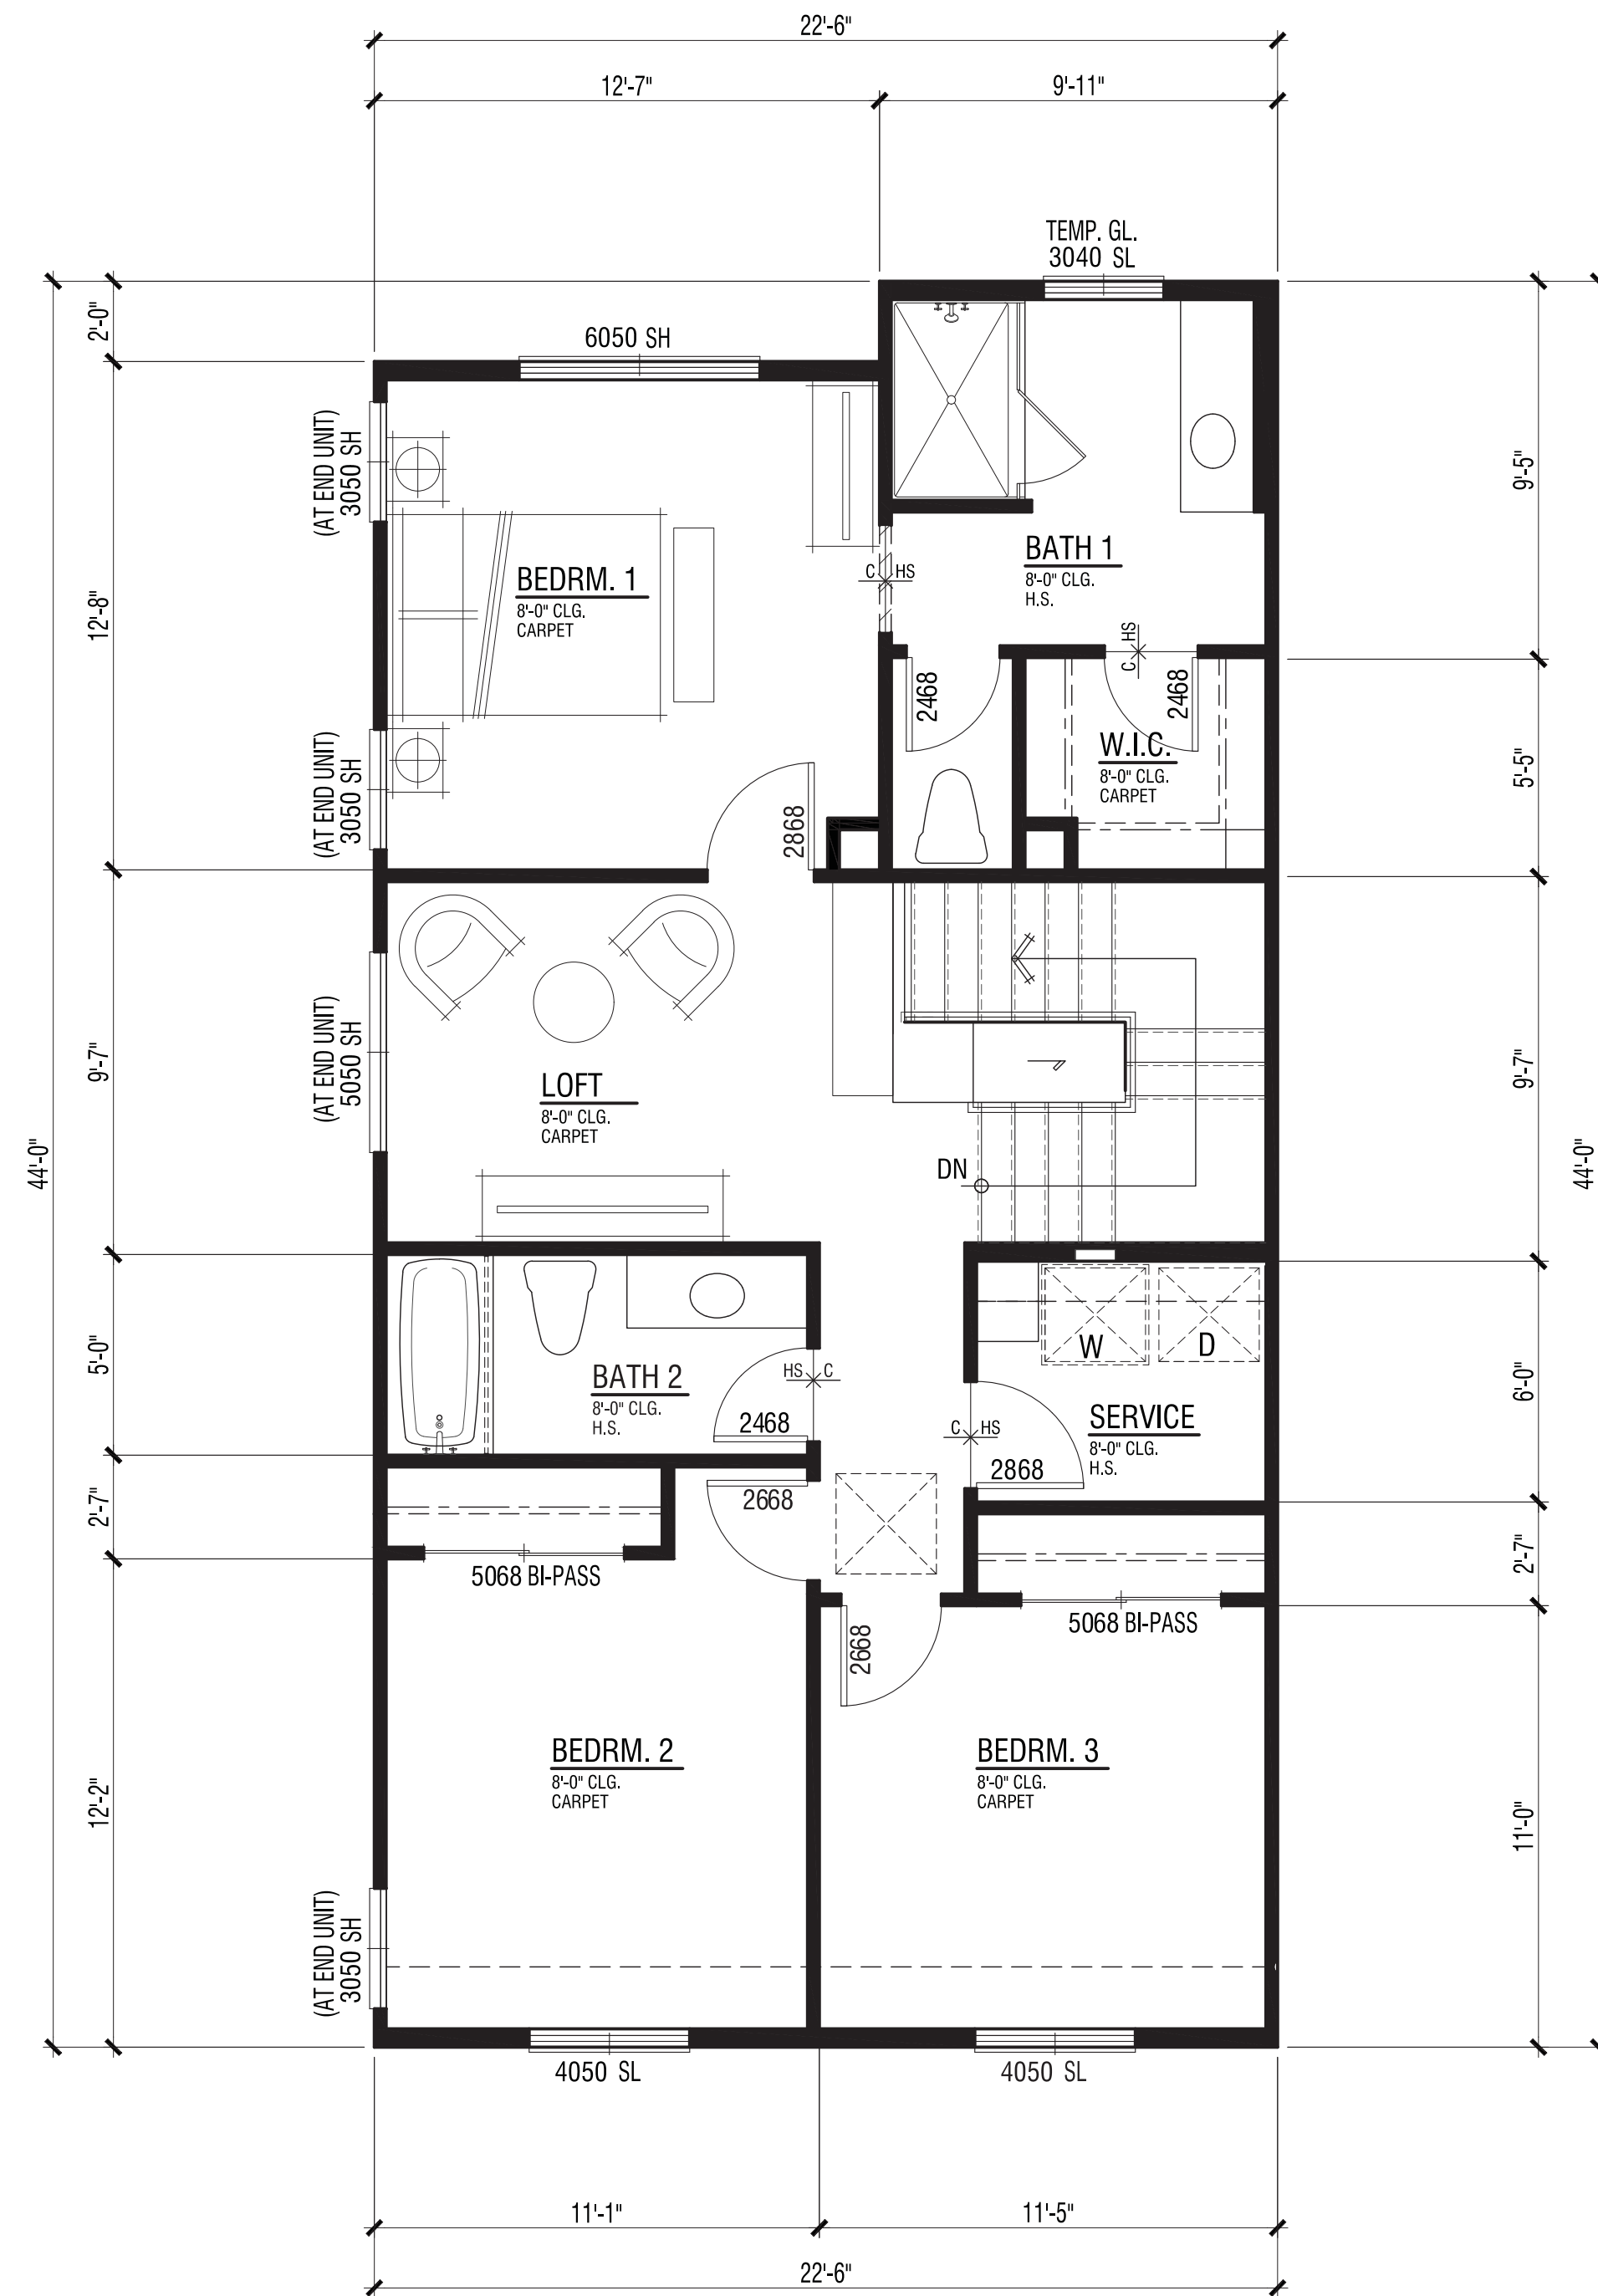 22'-6"
12'-7"
9'-11"
TEMP. GL.
3040 SL
2'-0"
6050 SH
(AT END UNIT)
3050 SH
9'-5"
BATH 1
8'-0" CLG.
H.S.
C HS
BEDRM. 1
8'-0" CLG.
CARPET
12'-8"
C HS
2468
2468
W.I.C.
8'-0" CLG.
CARPET
5'-5"
(AT END UNIT)
3050 SH
2868
(AT END UNIT)
5050 SH
9'-7"
9'-7"
LOFT
8'-0" CLG.
CARPET
44'-0"
44'-0"
DN
W
D
5'-0"
BATH 2
8'-0" CLG.
H.S.
HS C
2468
6'-0"
SERVICE
8'-0" CLG.
H.S.
C HS
2868
2668
2'-7"
2'-7"
5068 BI-PASS
5068 BI-PASS
2668
BEDRM. 2
8'-0" CLG.
CARPET
BEDRM. 3
8'-0" CLG.
CARPET
12'-2"
11'-0"
(AT END UNIT)
3050 SH
4050 SL
4050 SL
11'-1"
11'-5"
22'-6"